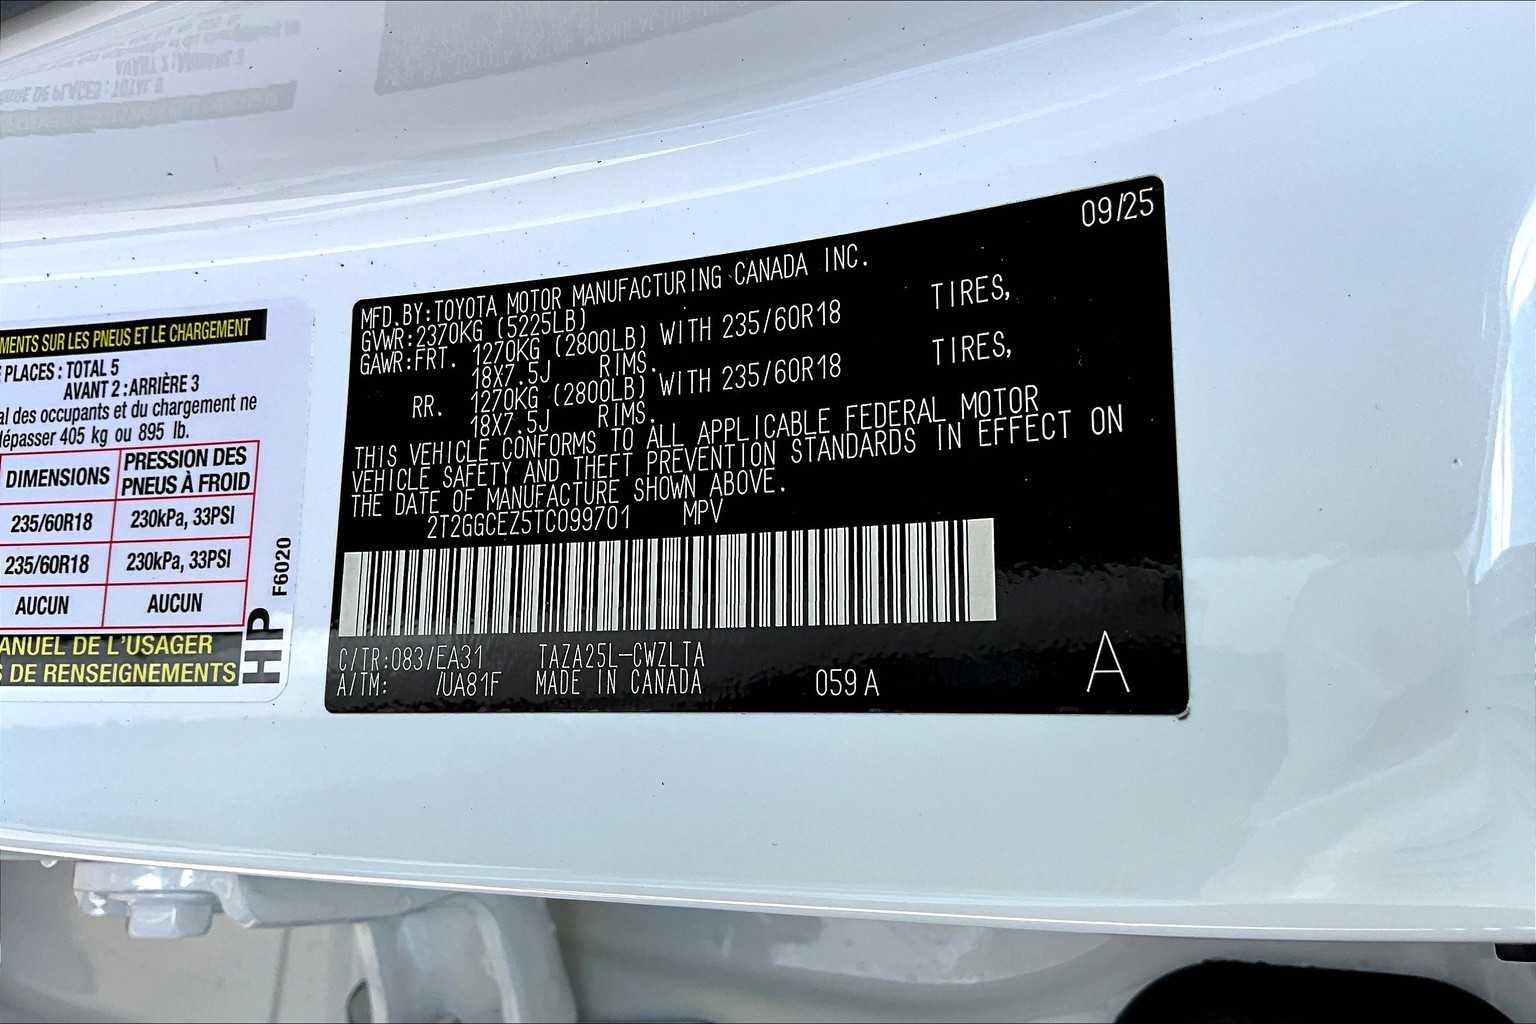 MENTS SUR LES PNEUS ET LE CHARGEMENT
PLACES : TOTAL 5
AVANT 2 : ARRIÈRE 3
al des occupants et du chargement ne
dépasser 405 kg ou 895 lb.
DIMENSIONS PRESSION DES PNEUS À FROID
235/60R18 230kPa, 33PSI
235/60R18 230kPa, 33PSI
AUCUN AUCUN
ANUEL DE L'USAGER
S DE RENSEIGNEMENTS
HP F6020
09/25
MFD.BY:TOYOTA MOTOR MANUFACTURING CANADA INC.
GVWR:2370KG (5225LB)
GAWR:FRT. 1270KG (2800LB) WITH 235/60R18 TIRES,
18X7.5J RIMS.
RR. 1270KG (2800LB) WITH 235/60R18 TIRES,
18X7.5J RIMS.
THIS VEHICLE CONFORMS TO ALL APPLICABLE FEDERAL MOTOR
VEHICLE SAFETY AND THEFT PREVENTION STANDARDS IN EFFECT ON
THE DATE OF MANUFACTURE SHOWN ABOVE.
2T2GGCEZ5TC099701 MPV
C/TR:083/EA31 TAZA25L-CWZLTA
A/TM: /UA81F MADE IN CANADA 059 A A